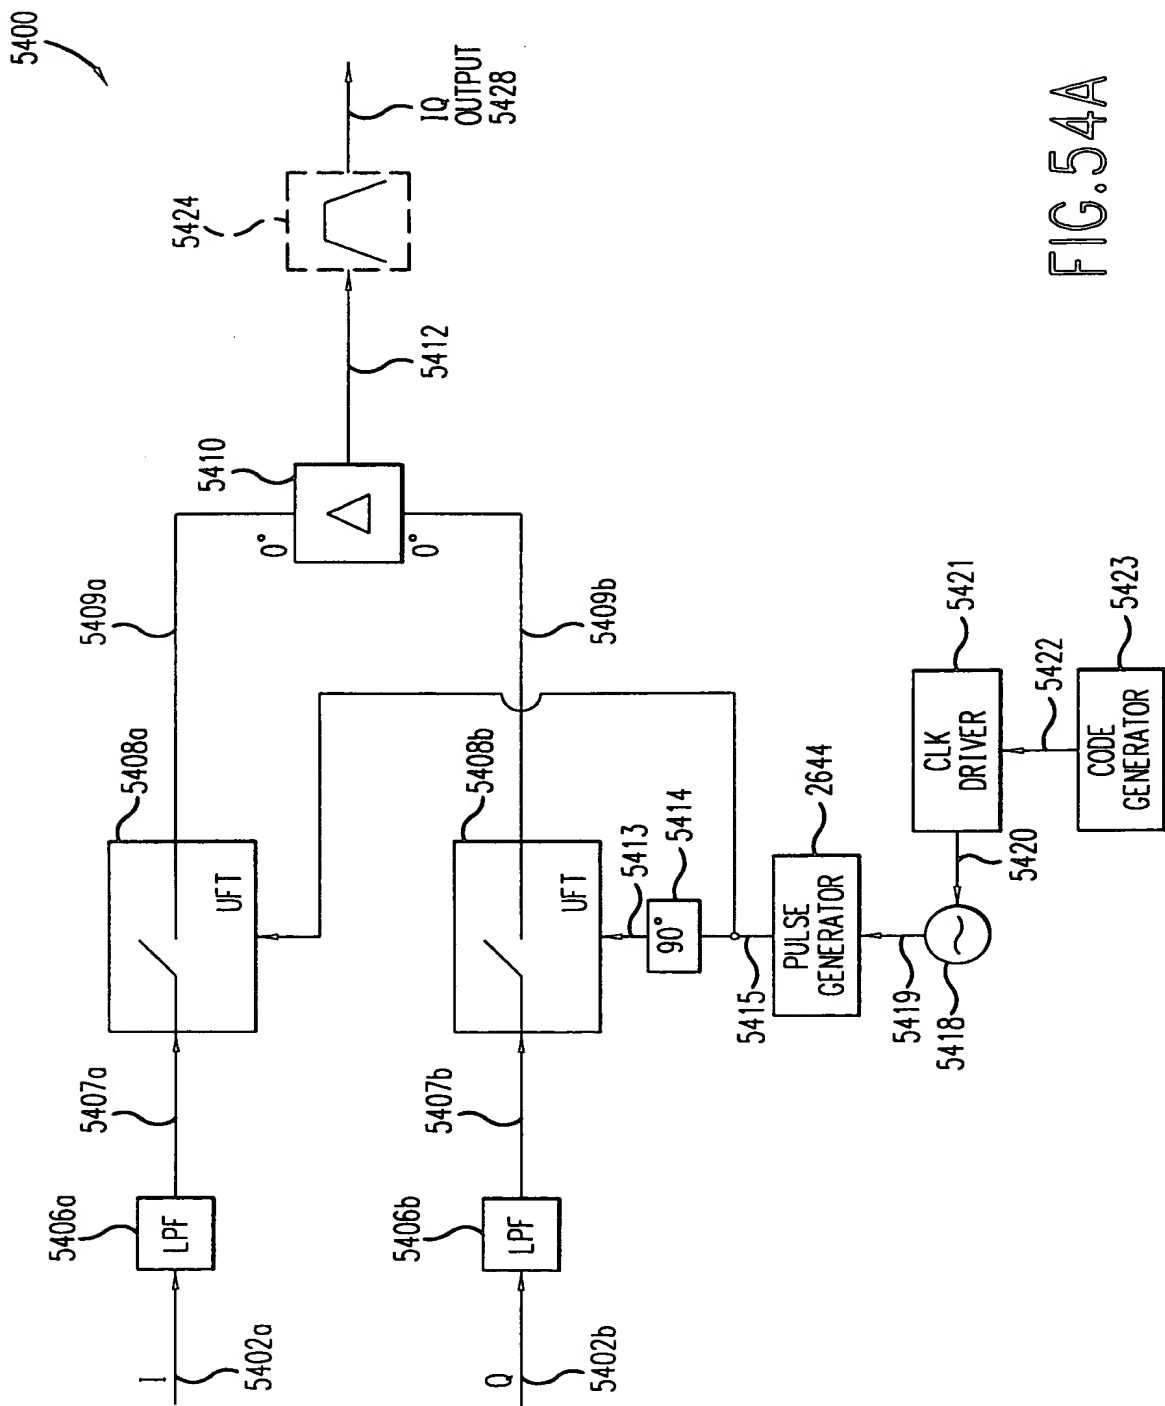 5400
I
5402a
5406a
LPF
5407a
5408a
UFT
5409a
0°
5410
0°
5412
5424
IQ
OUTPUT
5428
Q
5402b
5406b
LPF
5407b
5408b
UFT
5409b
5413
90°
5414
5415
PULSE
GENERATOR
2644
5419
5418
5420
CLK
DRIVER
5421
5422
CODE
GENERATOR
5423
FIG.54A